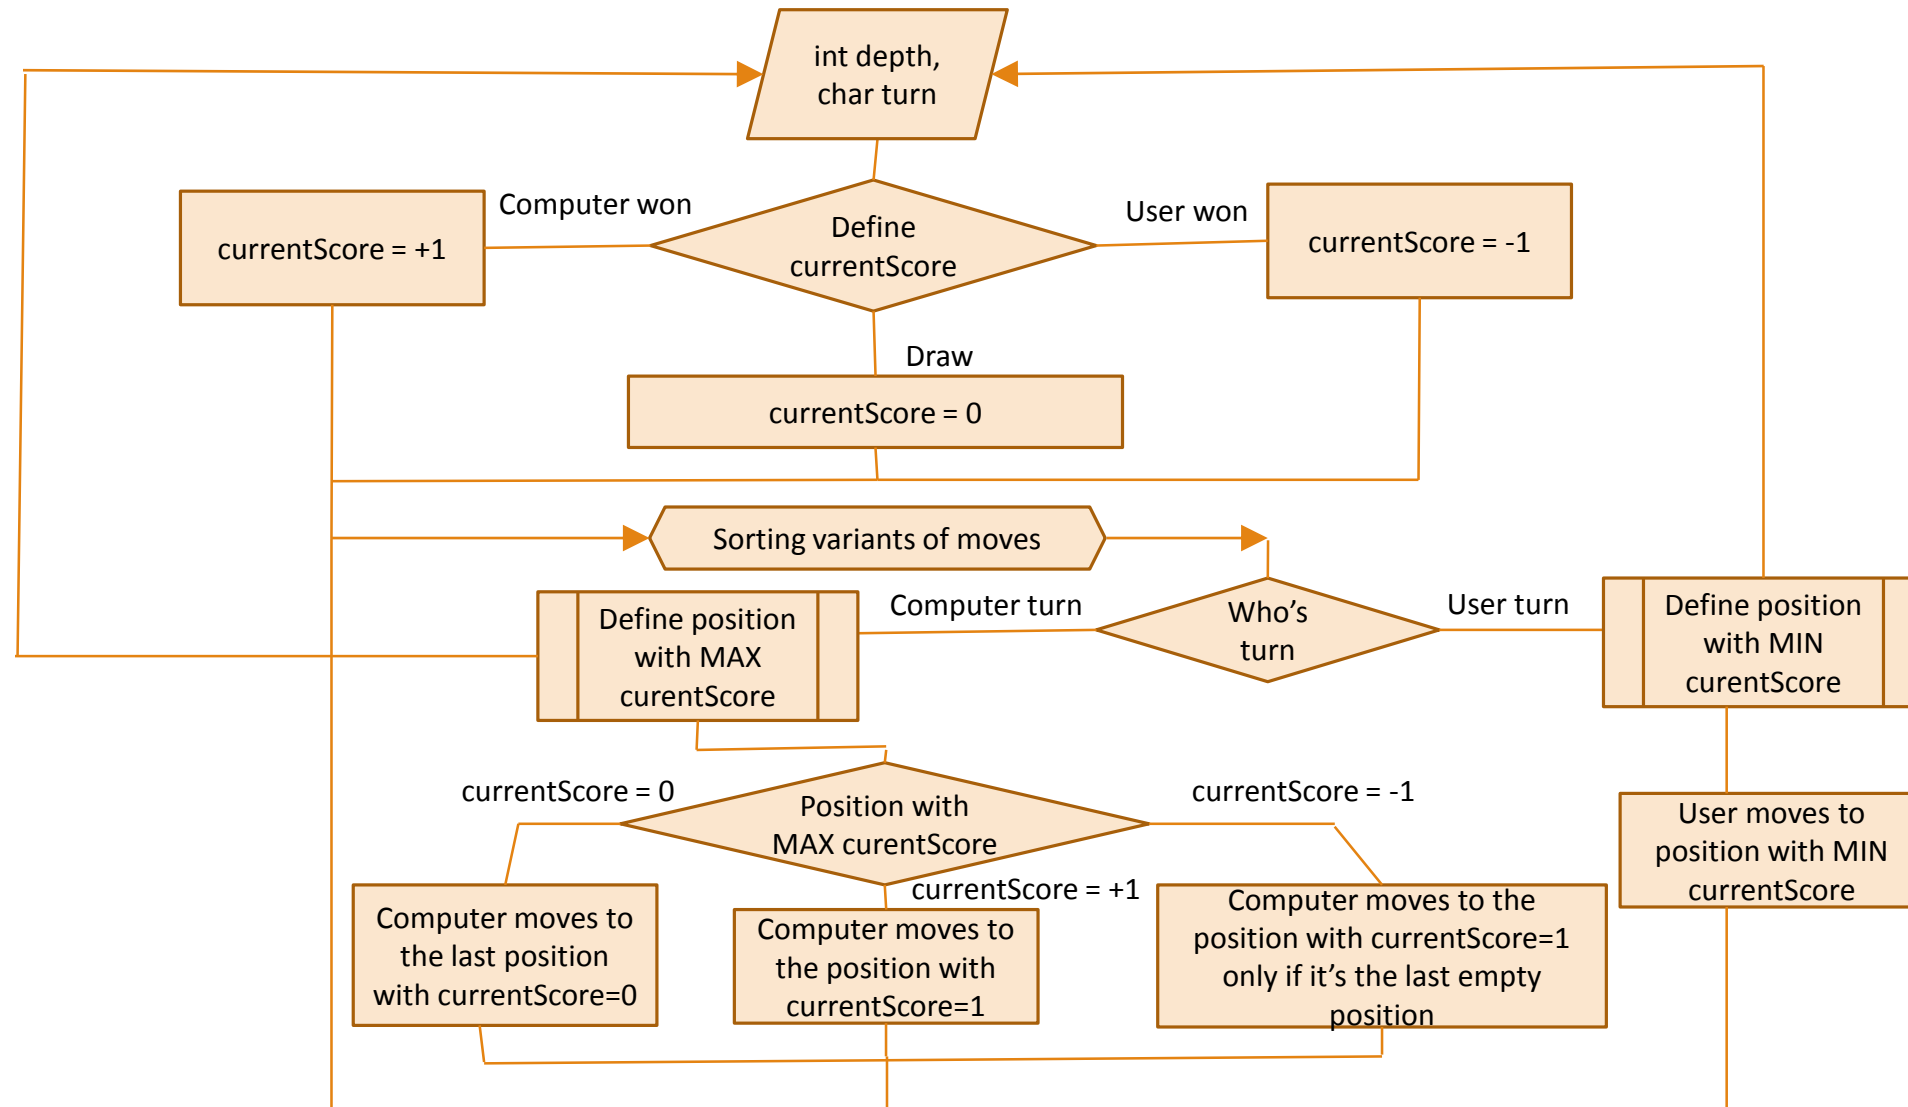 int depth,
char turn
Computer won
Define
currentScore
User won
currentScore = +1
currentScore = -1
Draw
currentScore = 0
Sorting variants of moves
Define position
with MAX
curentScore
Computer turn
Who's
turn
User turn
Define position
with MIN
curentScore
currentScore = 0
Position with
MAX curentScore
currentScore = -1
currentScore = +1
User moves to
position with MIN
currentScore
Computer moves to
the last position
with currentScore=0
Computer moves to
the position with
currentScore=1
Computer moves to the
position with currentScore=1
only if it’s the last empty
position